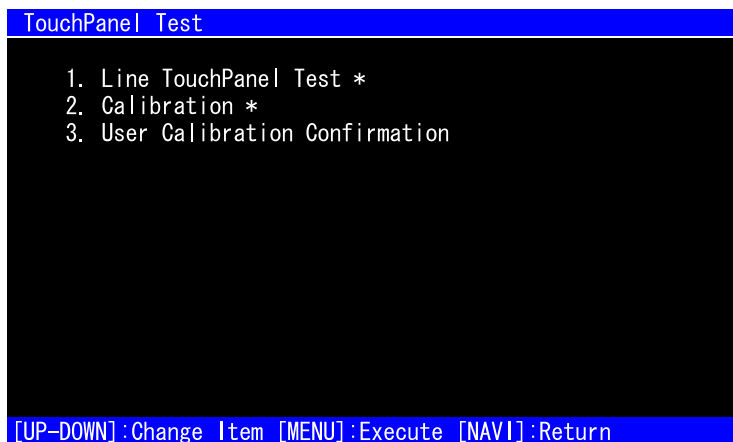 TouchPanel Test
1. Line TouchPanel Test *
2. Calibration *
3. User Calibration Confirmation
[UP-DOWN]:Change Item [MENU]:Execute [NAVI]:Return